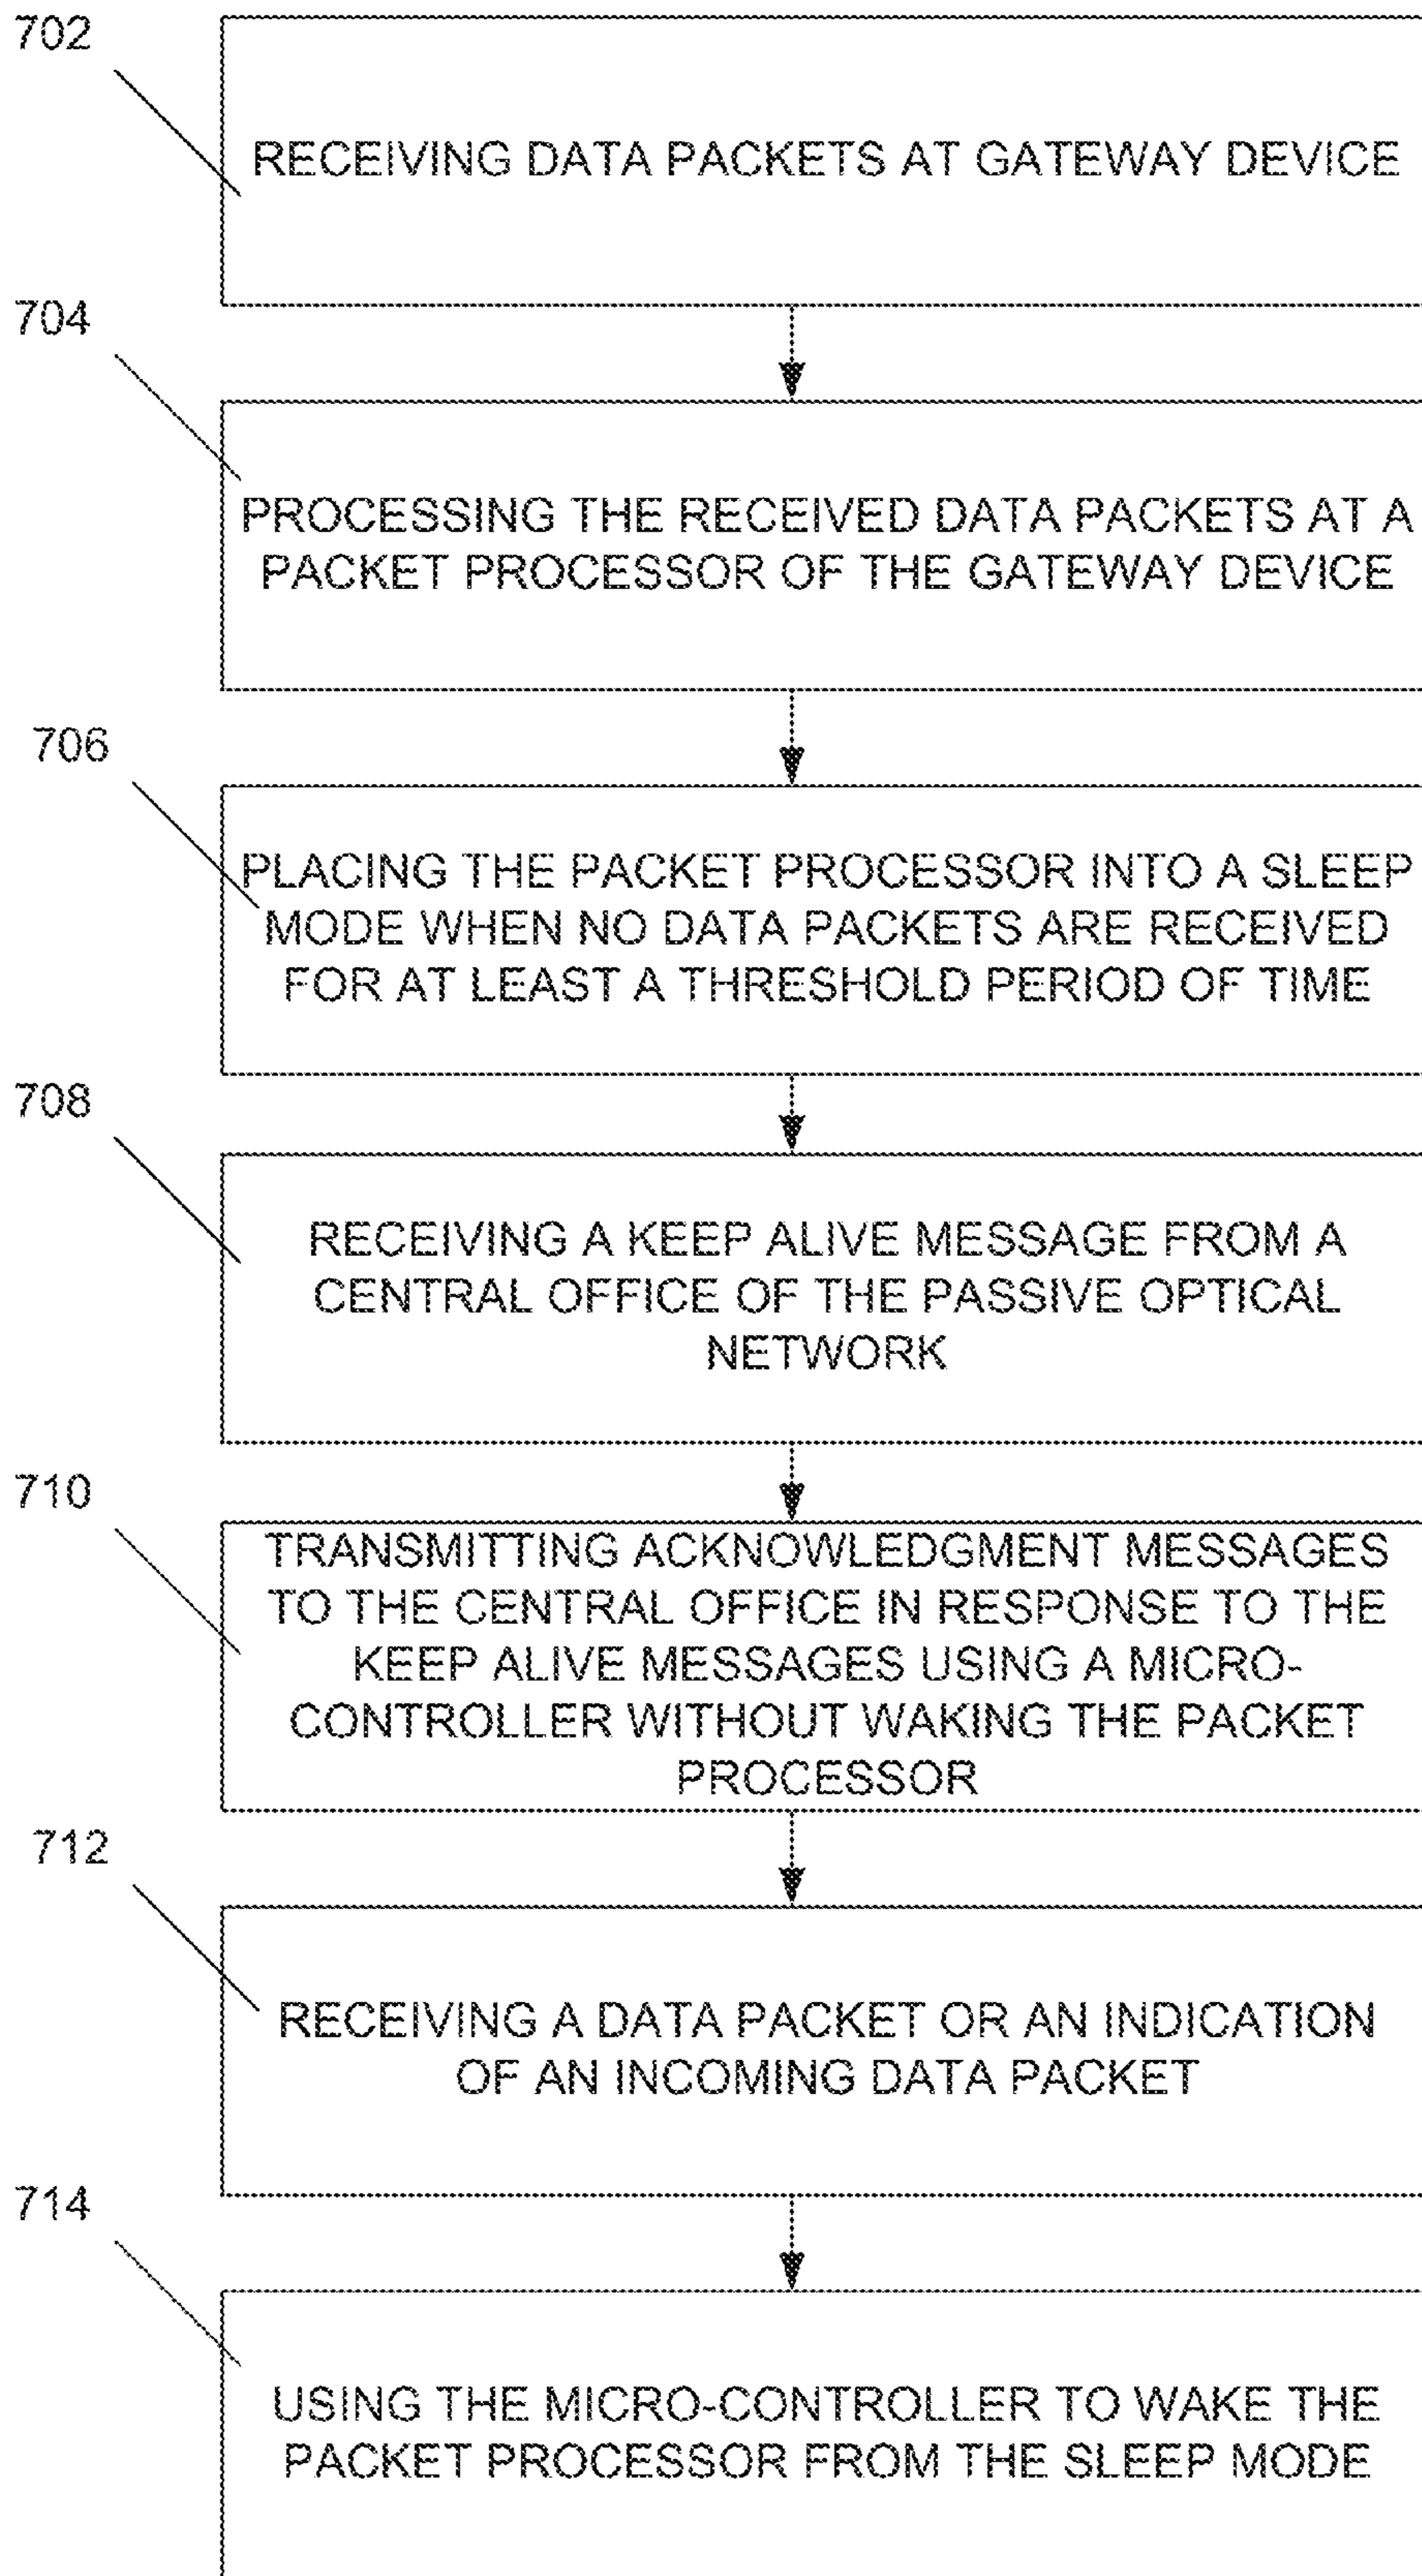 702
RECEIVING DATA PACKETS AT GATEWAY DEVICE
704
PROCESSING THE RECEIVED DATA PACKETS AT A
PACKET PROCESSOR OF THE GATEWAY DEVICE
706
PLACING THE PACKET PROCESSOR INTO A SLEEP
MODE WHEN NO DATA PACKETS ARE RECEIVED
FOR AT LEAST A THRESHOLD PERIOD OF TIME
708
RECEIVING A KEEP ALIVE MESSAGE FROM A
CENTRAL OFFICE OF THE PASSIVE OPTICAL
NETWORK
710
TRANSMITTING ACKNOWLEDGMENT MESSAGES
TO THE CENTRAL OFFICE IN RESPONSE TO THE
KEEP ALIVE MESSAGES USING A MICRO-
CONTROLLER WITHOUT WAKING THE PACKET
PROCESSOR
712
RECEIVING A DATA PACKET OR AN INDICATION
OF AN INCOMING DATA PACKET
714
USING THE MICRO-CONTROLLER TO WAKE THE
PACKET PROCESSOR FROM THE SLEEP MODE